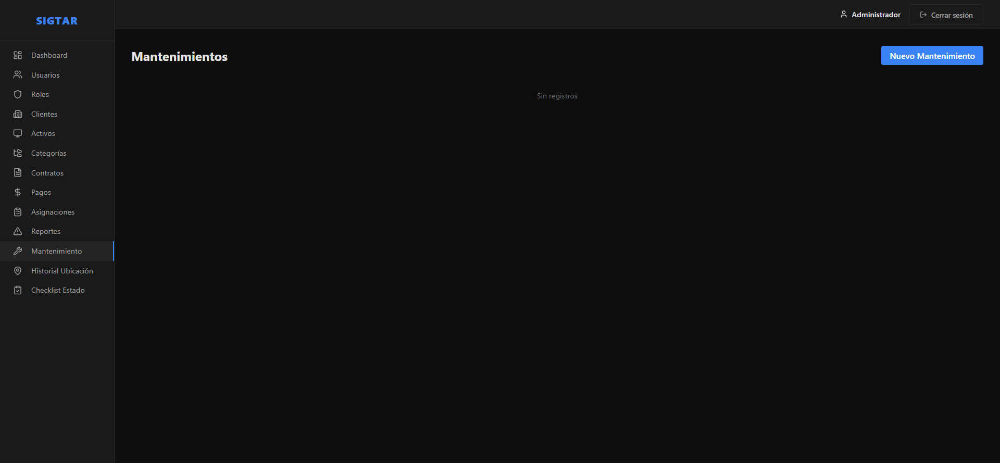 SIGTAR
Administrador
Cerrar sesión
Dashboard
Usuarios
Roles
Clientes
Activos
Categorías
Contratos
Pagos
Asignaciones
Reportes
Mantenimiento
Historial Ubicación
Checklist Estado
Mantenimientos
Nuevo Mantenimiento
Sin registros